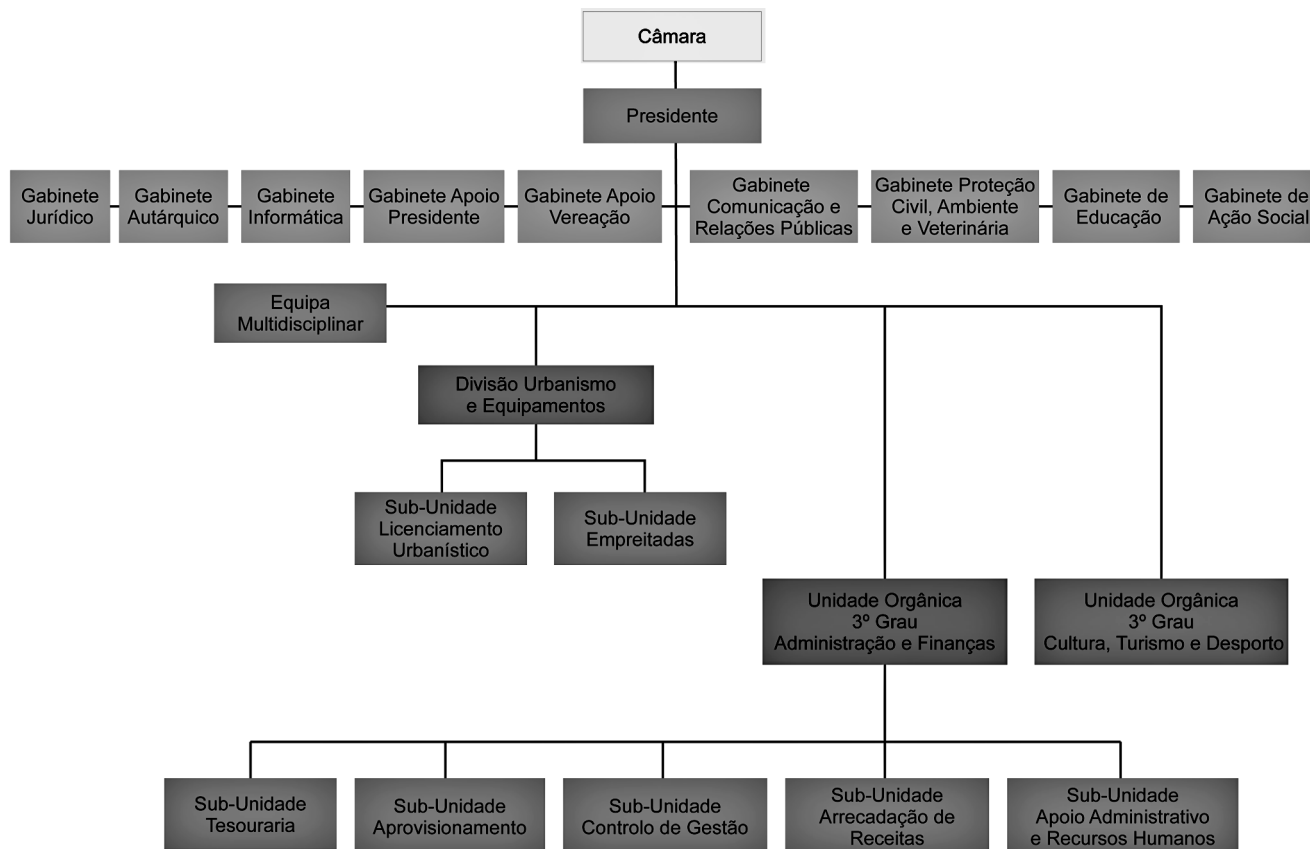 Câmara
Presidente
Gabinete
Jurídico
Gabinete
Autárquico
Gabinete
Informática
Gabinete Apoio
Presidente
Gabinete Apoio
Vereação
Gabinete
Comunicação e
Relações Públicas
Gabinete Proteção
Civil, Ambiente
e Veterinária
Gabinete de
Educação
Gabinete de
Ação Social
Equipa
Multidisciplinar
Divisão Urbanismo
e Equipamentos
Sub-Unidade
Licenciamento
Urbanístico
Sub-Unidade
Empreitadas
Unidade Orgânica
3º Grau
Administração e Finanças
Unidade Orgânica
3º Grau
Cultura, Turismo e Desporto
Sub-Unidade
Tesouraria
Sub-Unidade
Aprovisionamento
Sub-Unidade
Controlo de Gestão
Sub-Unidade
Arrecadação de
Receitas
Sub-Unidade
Apoio Administrativo
e Recursos Humanos